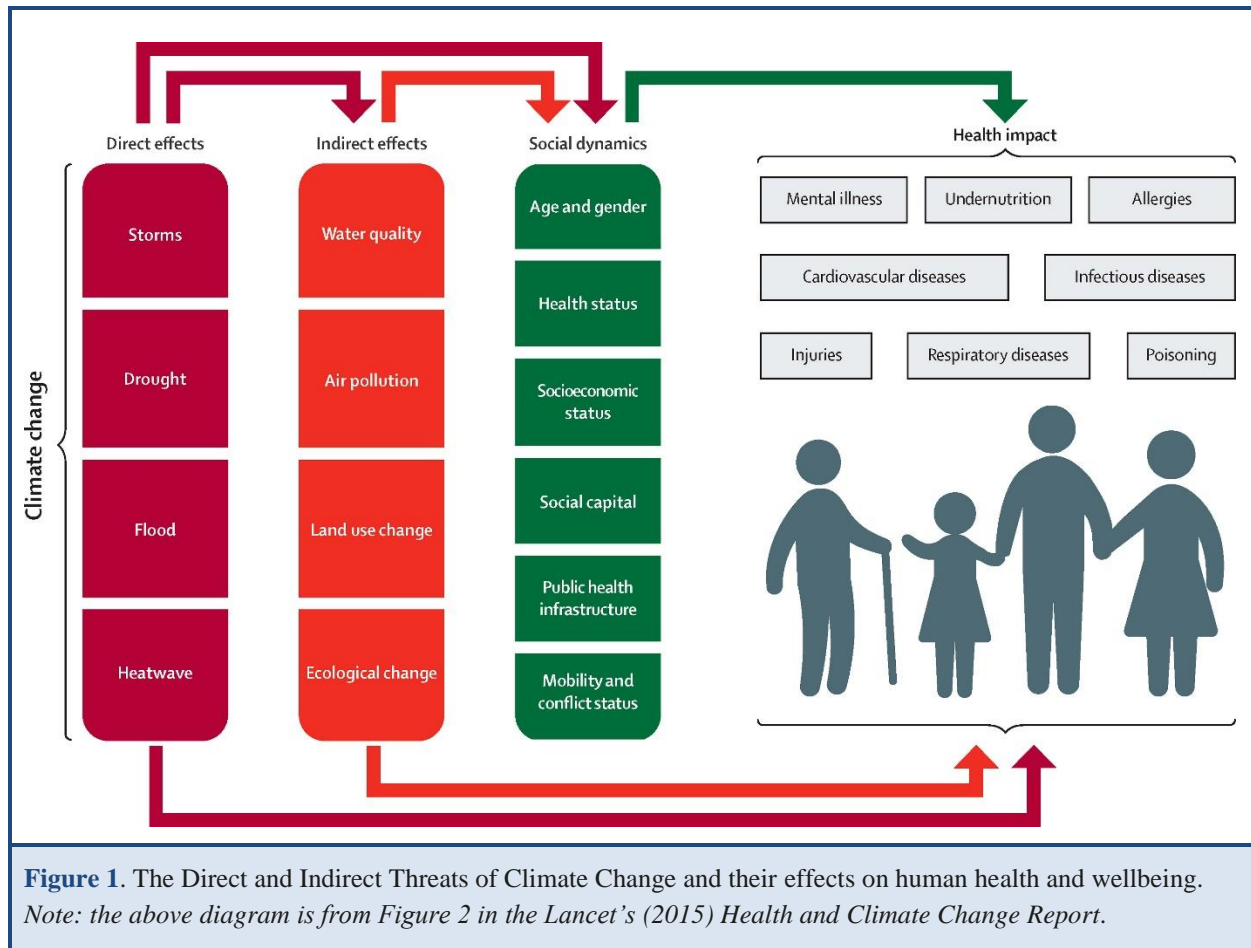 Direct effects
Indirect effects
Social dynamics
Health impact
Climate change
Storms
Drought
Flood
Heatwave
Water quality
Air pollution
Land use change
Ecological change
Age and gender
Health status
Socioeconomic
status
Social capital
Public health
infrastructure
Mobility and
conflict status
Mental illness
Undernutrition
Allergies
Cardiovascular diseases
Infectious diseases
Injuries
Respiratory diseases
Poisoning
Figure 1. The Direct and Indirect Threats of Climate Change and their effects on human health and wellbeing.
Note: the above diagram is from Figure 2 in the Lancet's (2015) Health and Climate Change Report.